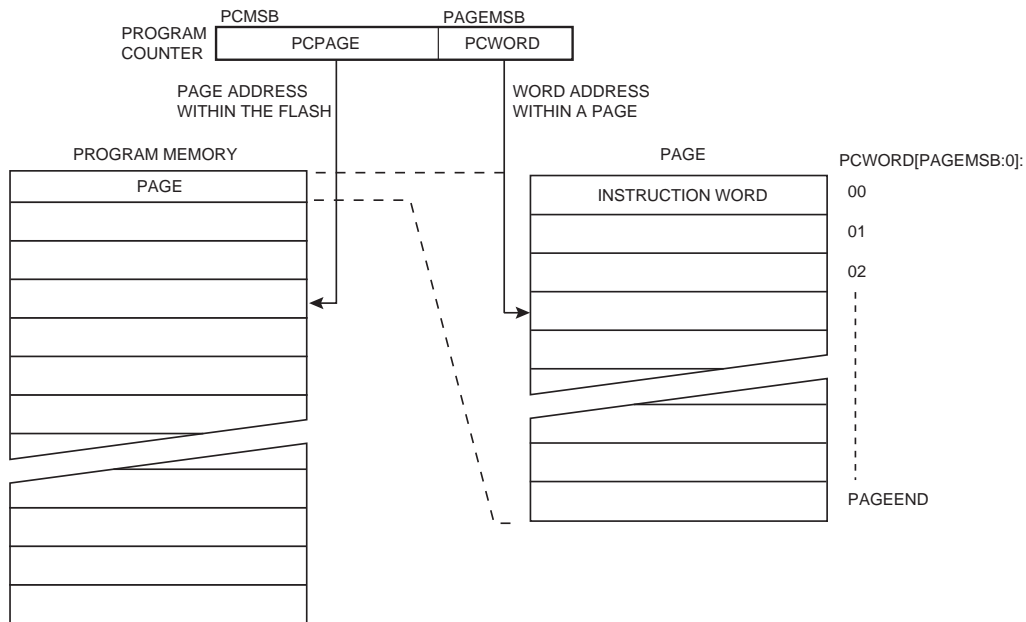 PCMSB
PAGEMSB
PROGRAM
COUNTER
PCPAGE
PCWORD
PAGE ADDRESS
WITHIN THE FLASH
WORD ADDRESS
WITHIN A PAGE
PROGRAM MEMORY
PAGE
PAGE
PCWORD[PAGEMSB:0]:
INSTRUCTION WORD
00
01
02
PAGEEND